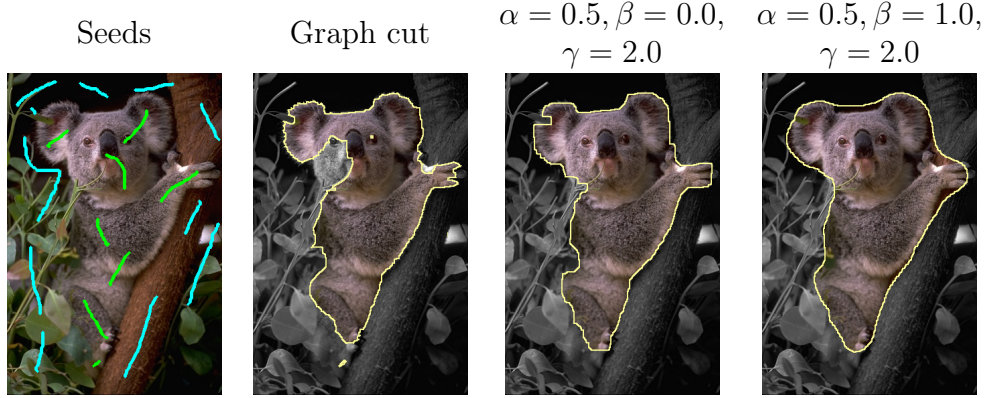 Seeds
Graph cut
α = 0.5, β = 0.0,
γ = 2.0
α = 0.5, β = 1.0,
γ = 2.0